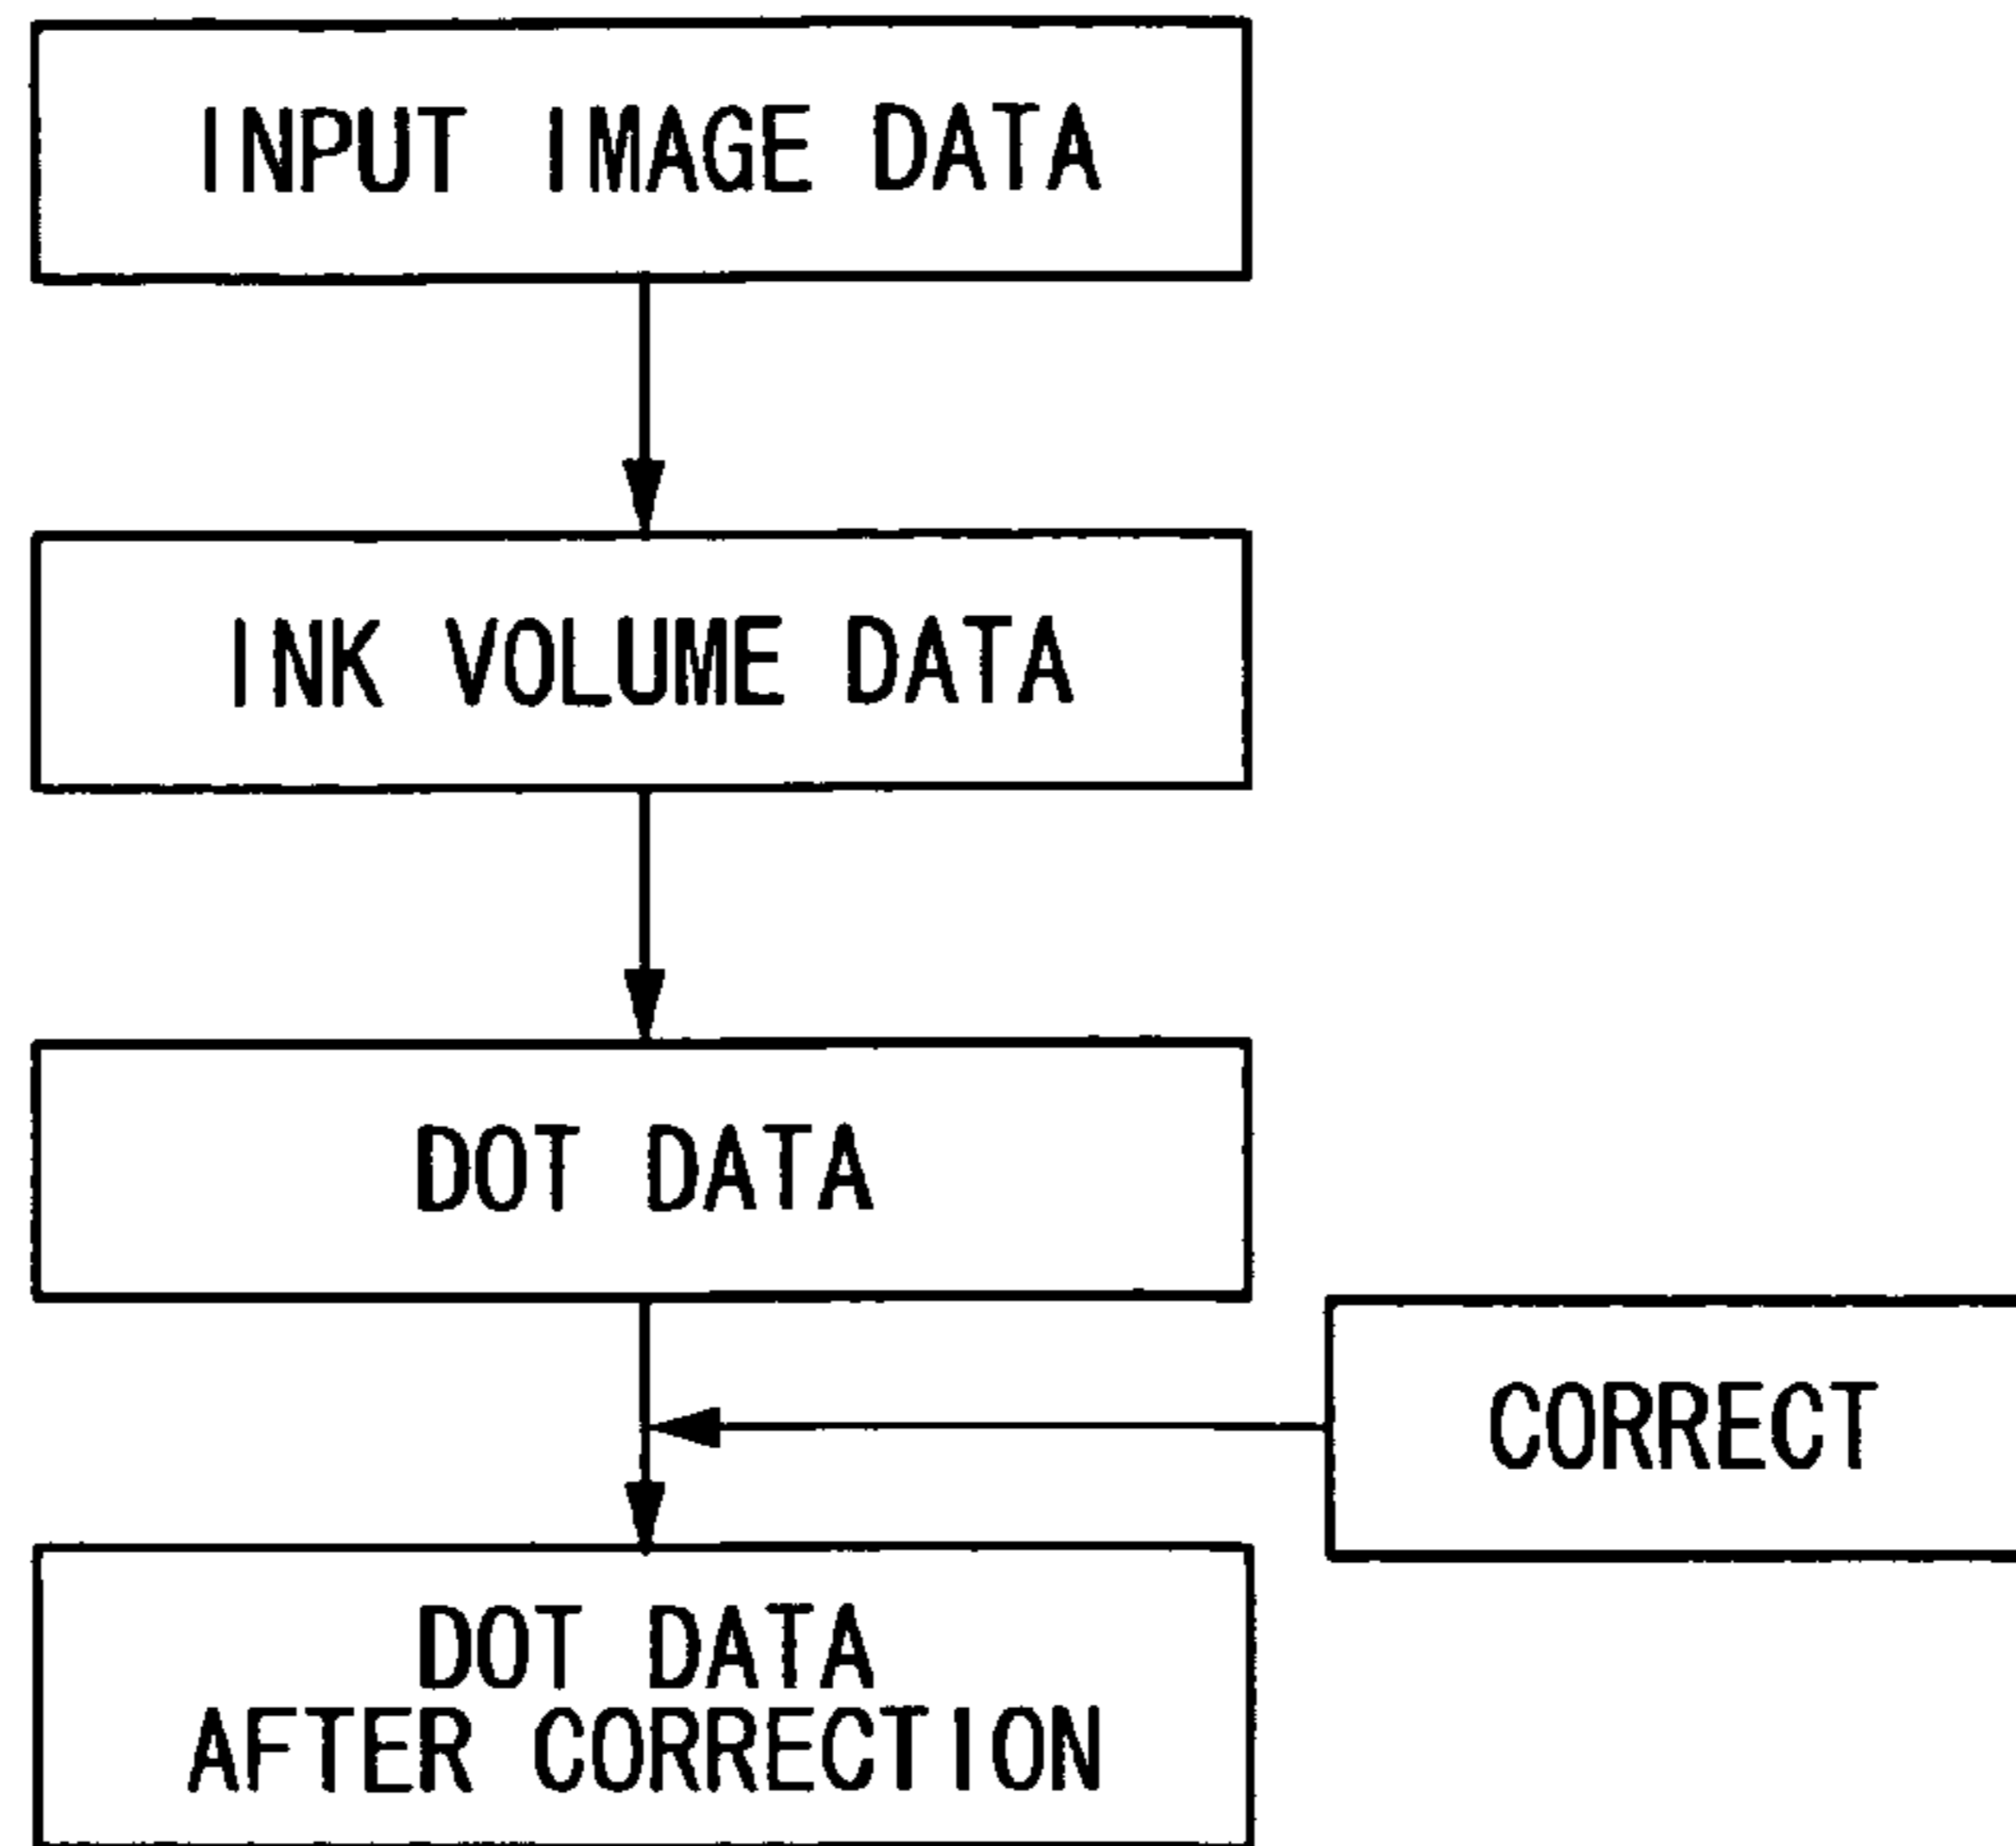 INPUT IMAGE DATA
INK VOLUME DATA
DOT DATA
CORRECT
DOT DATA
AFTER CORRECTION